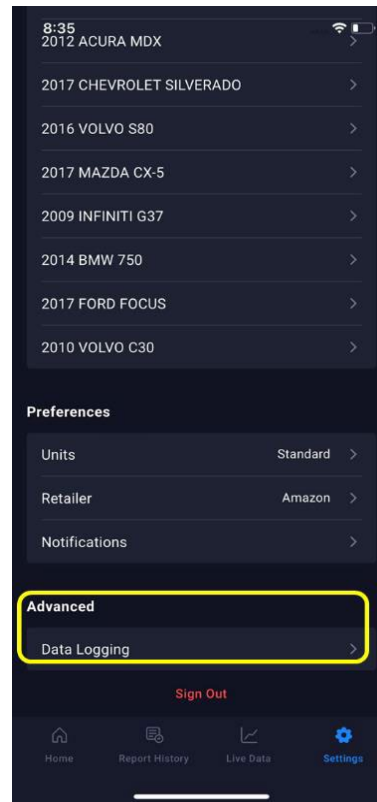 8:35
2012 ACURA MDX
2017 CHEVROLET SILVERADO
2016 VOLVO S80
2017 MAZDA CX-5
2009 INFINITI G37
2014 BMW 750
2017 FORD FOCUS
2010 VOLVO C30
Preferences
Units Standard
Retailer Amazon
Notifications
Advanced
Data Logging
Sign Out
Home Report History Live Data Settings